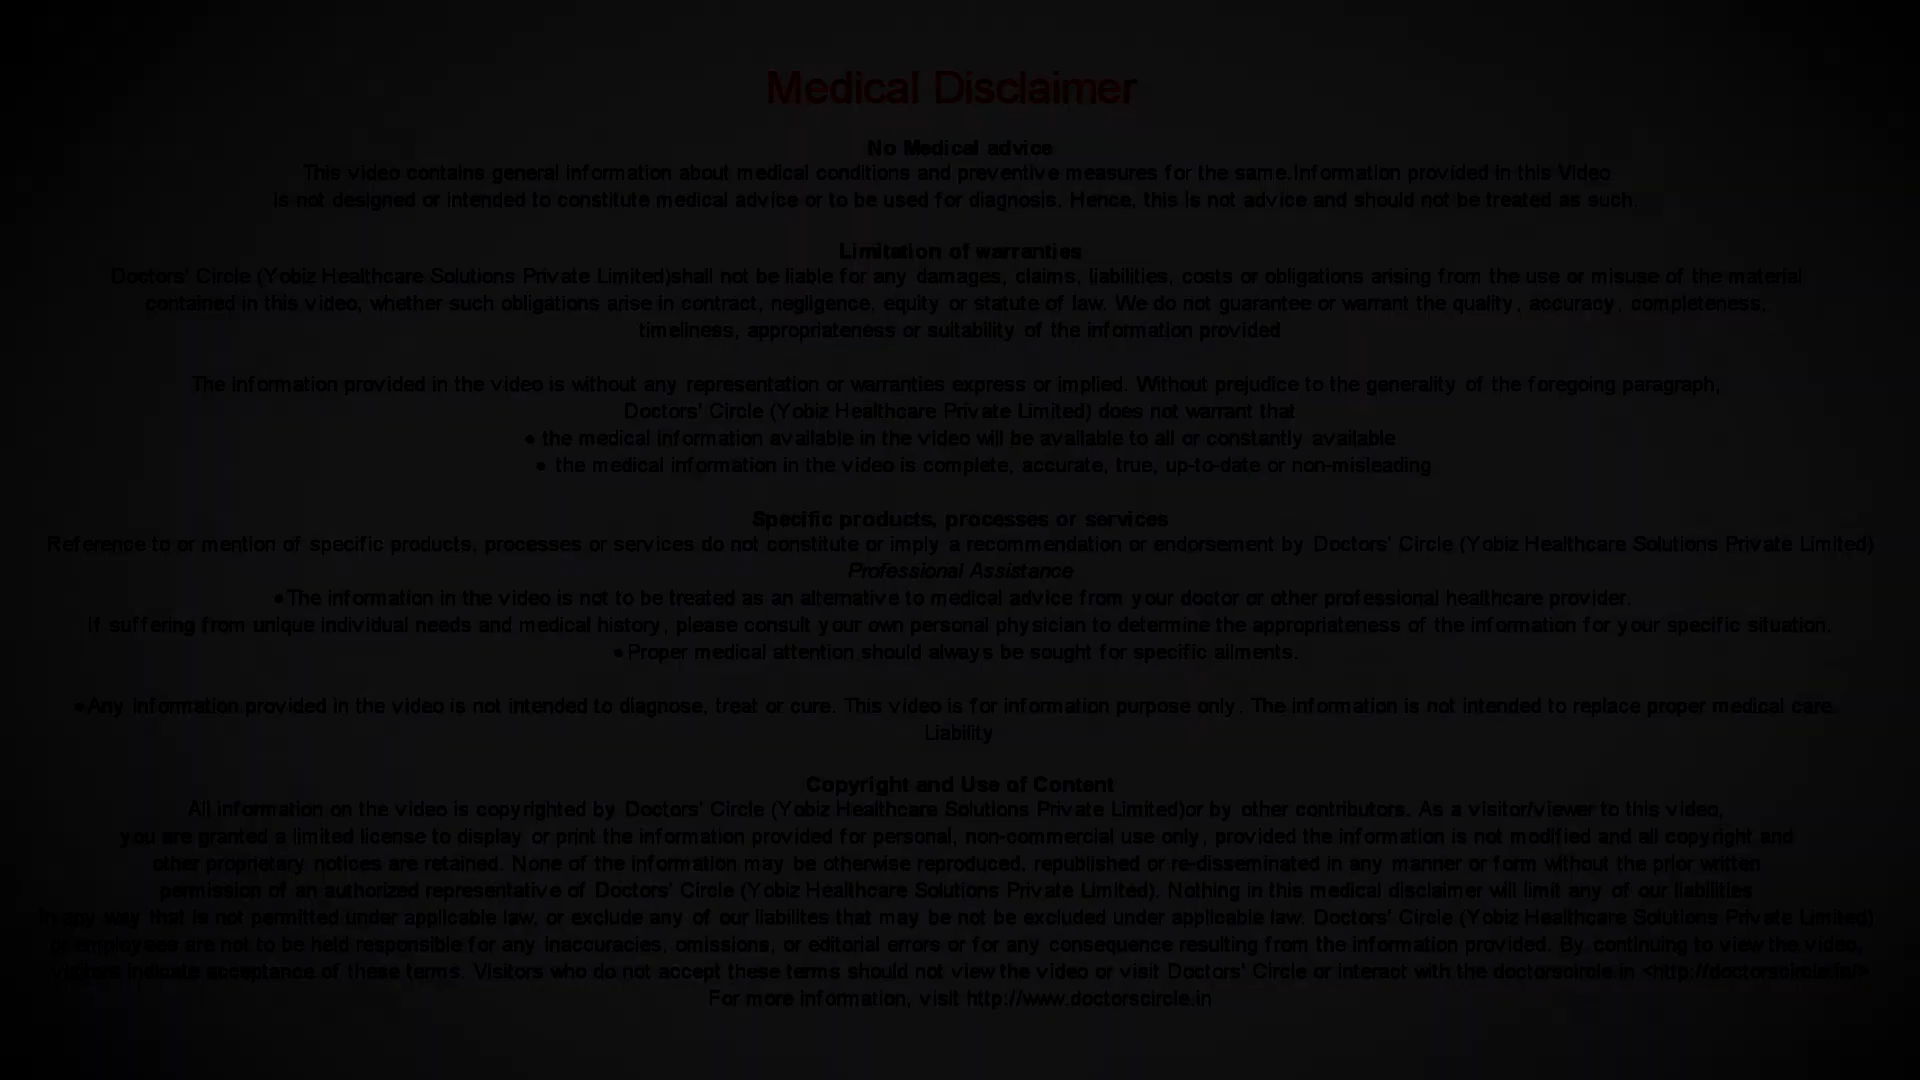 Medical Disclaimer
No Medical advice
This video contains general information about medical conditions and preventive measures for the same.Information provided in this Video
is not designed or intended to constitute medical advice or to be used for diagnosis. Hence, this is not advice and should not be treated as such.
Limitation of warranties
Doctors' Circle (Yobiz Healthcare Solutions Private Limited)shall not be liable for any damages, claims, liabilities, costs or obligations arising from the use or misuse of the material
contained in this video, whether such obligations arise in contract, negligence, equity or statute of law. We do not guarantee or warrant the quality, accuracy, completeness,
timeliness, appropriateness or suitability of the information provided
The information provided in the video is without any representation or warranties express or implied. Without prejudice to the generality of the foregoing paragraph,
Doctors' Circle (Yobiz Healthcare Private Limited) does not warrant that
• the medical information available in the video will be available to all or constantly available
• the medical information in the video is complete, accurate, true, up-to-date or non-misleading
Specific products, processes or services
Reference to or mention of specific products, processes or services do not constitute or imply a recommendation or endorsement by Doctors' Circle (Yobiz Healthcare Solutions Private Limited)
Professional Assistance
•The information in the video is not to be treated as an alternative to medical advice from your doctor or other professional healthcare provider.
If suffering from unique individual needs and medical history, please consult your own personal physician to determine the appropriateness of the information for your specific situation.
•Proper medical attention should always be sought for specific ailments.
•Any information provided in the video is not intended to diagnose, treat or cure. This video is for information purpose only. The information is not intended to replace proper medical care.
Liability
Copyright and Use of Content
All information on the video is copyrighted by Doctors' Circle (Yobiz Healthcare Solutions Private Limited)or by other contributors. As a visitor/viewer to this video,
you are granted a limited license to display or print the information provided for personal, non-commercial use only, provided the information is not modified and all copyright and
other proprietary notices are retained. None of the information may be otherwise reproduced, republished or re-disseminated in any manner or form without the prior written
permission of an authorized representative of Doctors' Circle (Yobiz Healthcare Solutions Private Limited). Nothing in this medical disclaimer will limit any of our liabilities
in any way that is not permitted under applicable law, or exclude any of our liabilites that may be not be excluded under applicable law. Doctors' Circle (Yobiz Healthcare Solutions Private Limited)
or employees are not to be held responsible for any inaccuracies, omissions, or editorial errors or for any consequence resulting from the information provided. By continuing to view the video,
visitors indicate acceptance of these terms. Visitors who do not accept these terms should not view the video or visit Doctors' Circle or interact with the doctorscircle.in <http://doctorscircle.in/>
For more information, visit http://www.doctorscircle.in